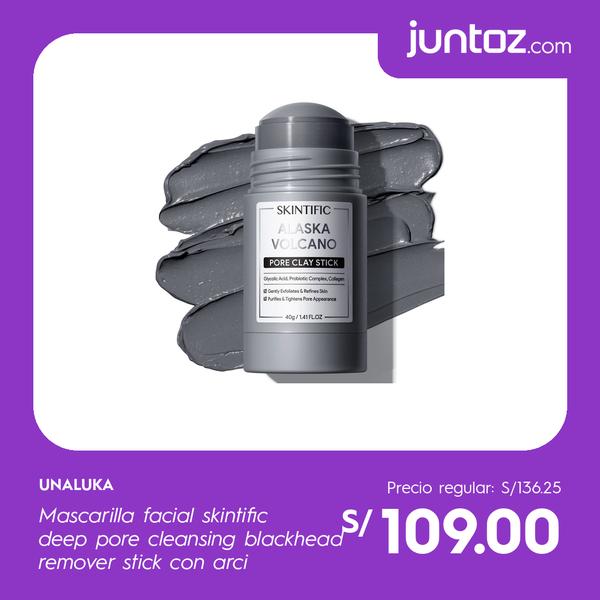 juntoz.com
SKINTIFIC
ALASKA
VOLCANO
PORE CLAY STICK
Glycolic Acid, Probiotic Complex, Collagen
Gently Exfoliates & Refines Skin
Purifies & Tightens Pore Appearance
40g / 1.41 FL.OZ
UNALUKA
Mascarilla facial skintific
deep pore cleansing blackhead
remover stick con arci
Precio regular: S/136.25
S/ 109.00